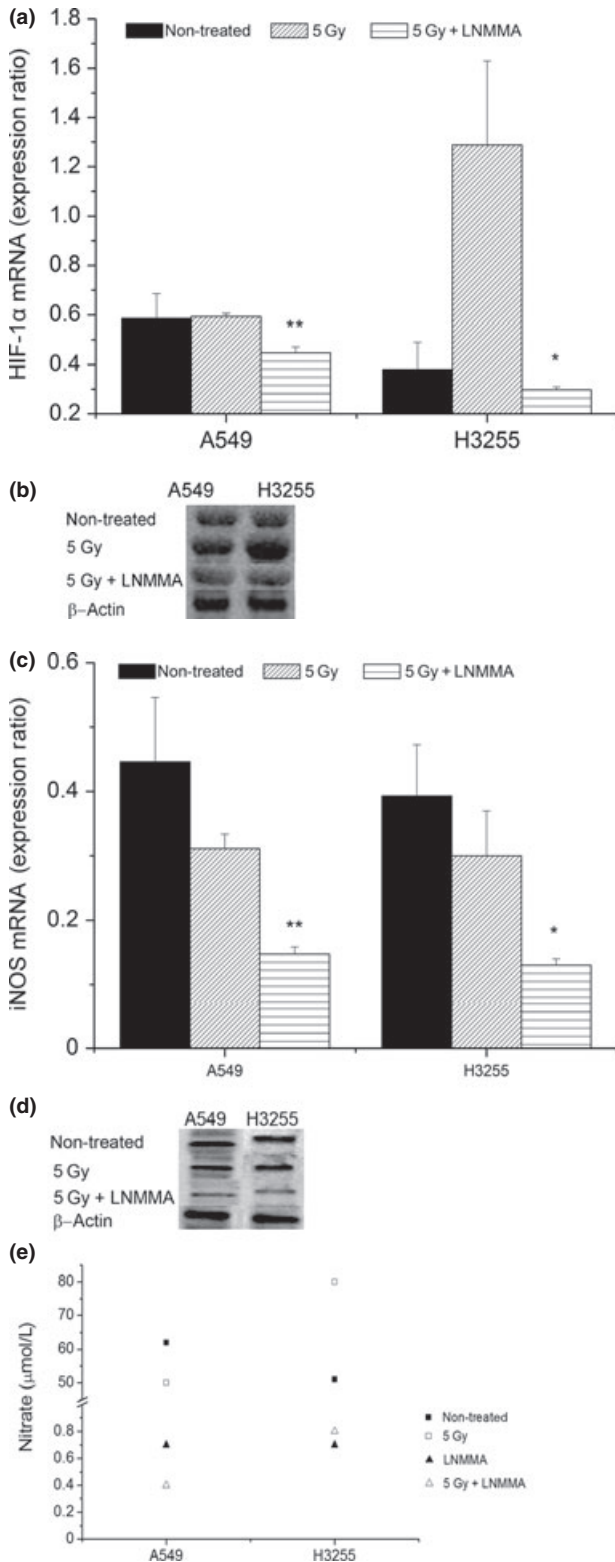 (a)
Non-treated 5 Gy 5 Gy + LNMMA
1.8
1.6
1.4
1.2
1.0
0.8
0.6
0.4
0.2
HIF-1α mRNA (expression ratio)
**
*
A549 H3255
(b)
A549 H3255
Non-treated
5 Gy
5 Gy + LNMMA
β–Actin
(c)
0.6
Non-treated 5 Gy 5 Gy + LNMMA
0.4
0.2
0
iNOS mRNA (expression ratio)
**
*
A549 H3255
(d)
A549 H3255
Non-treated
5 Gy
5 Gy + LNMMA
β–Actin
(e)
80
70
60
50
0.8
0.6
0.4
0.2
0
Nitrate (μmol/L)
Non-treated
5 Gy
LNMMA
5 Gy + LNMMA
A549 H3255